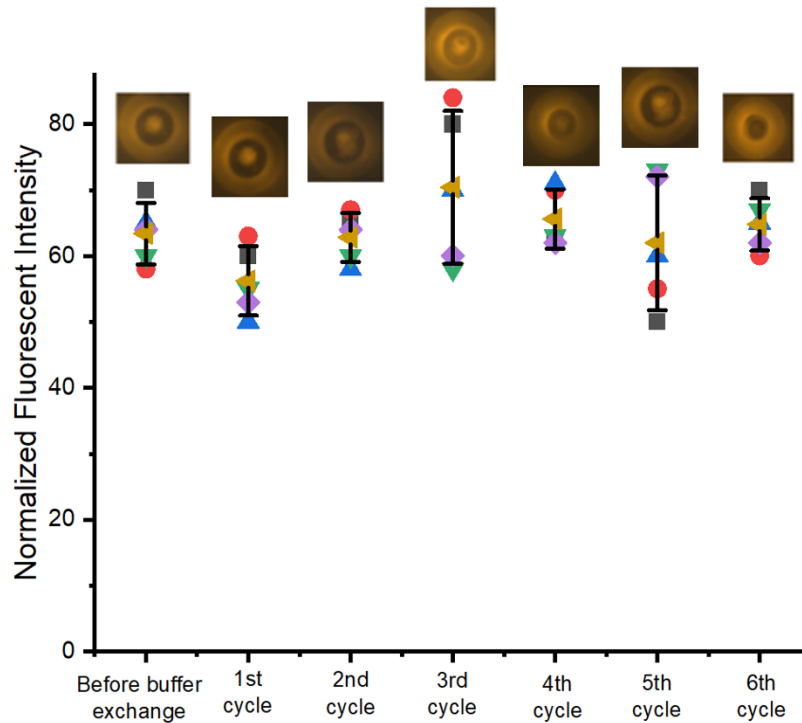 Normalized Fluorescent Intensity
80
60
40
20
0
Before buffer
exchange
1st
cycle
2nd
cycle
3rd
cycle
4th
cycle
5th
cycle
6th
cycle